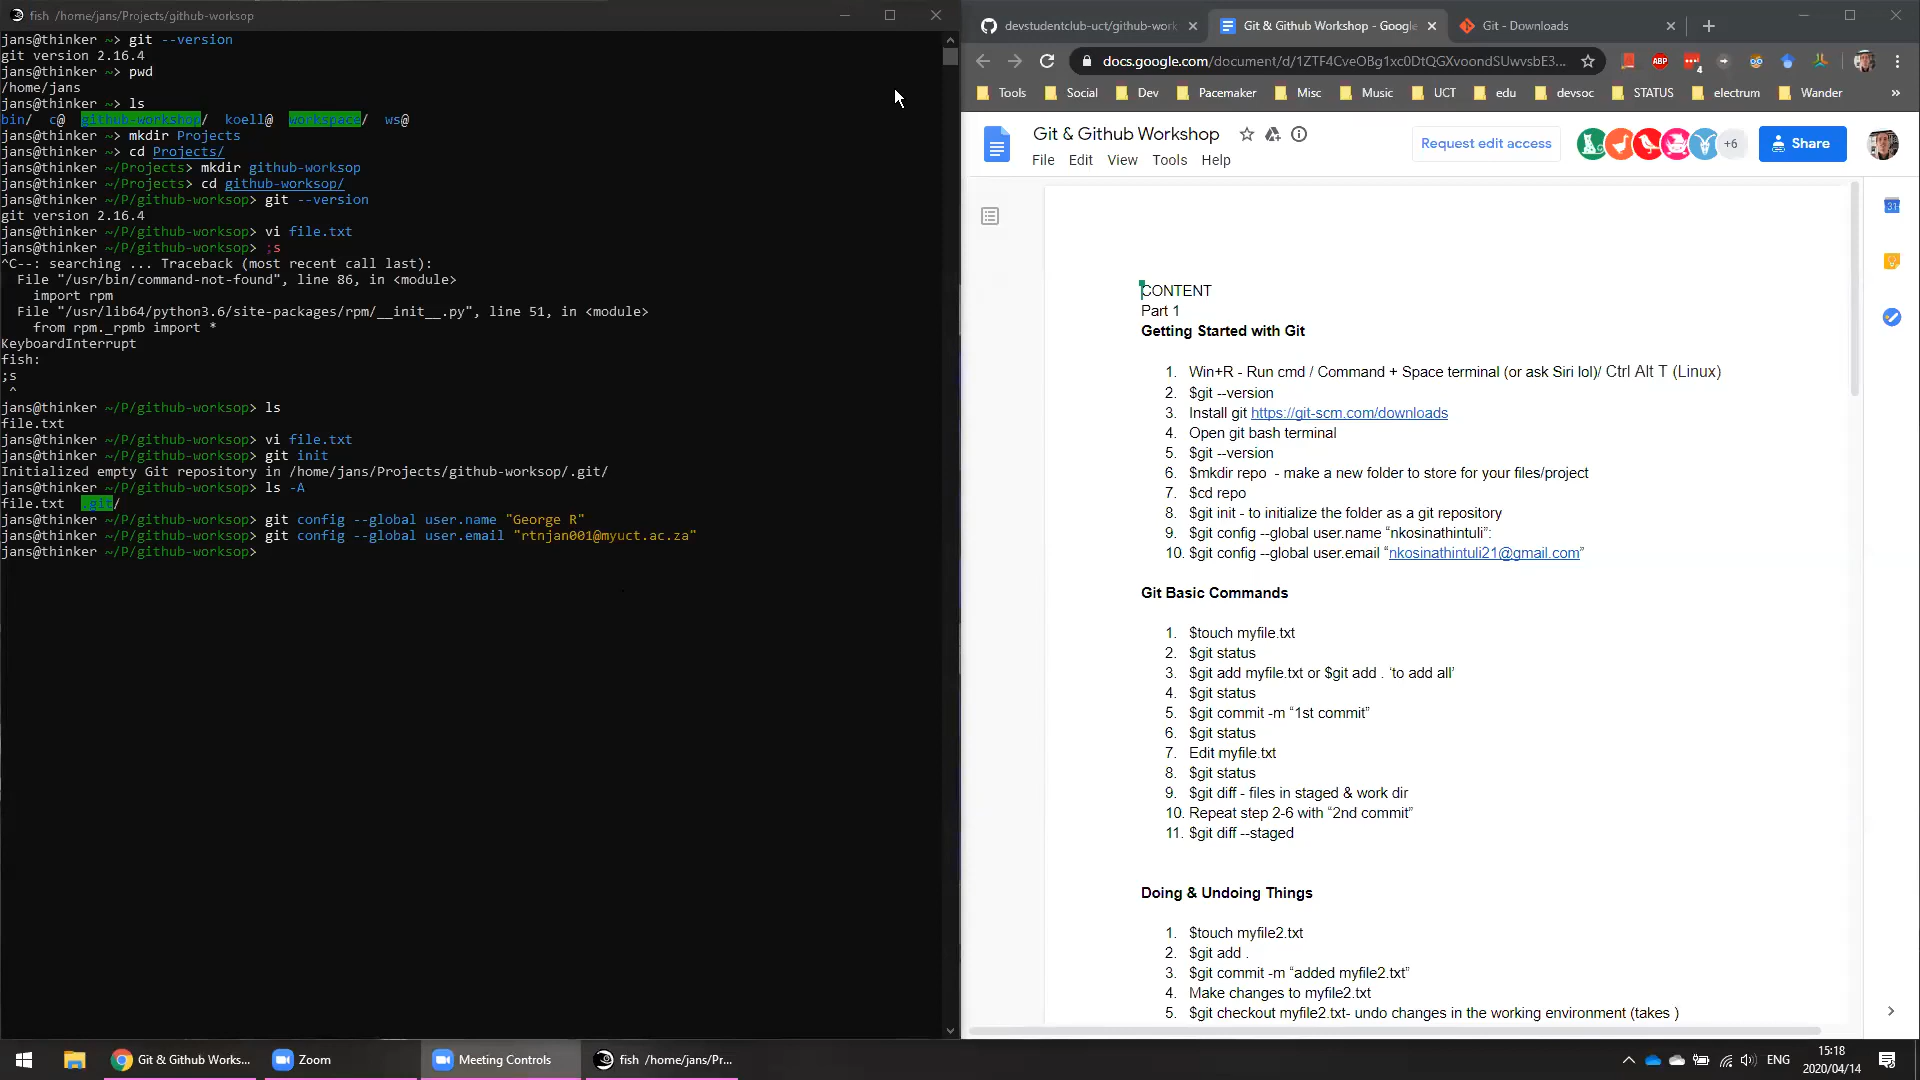 fish  /home/jans/Projects/github-worksop
jans@thinker ~> git --version
git version 2.16.4
jans@thinker ~> pwd
/home/jans
jans@thinker ~> ls
bin/  c@  github-workshop/  koell@  workspace/  ws@
jans@thinker ~> mkdir Projects
jans@thinker ~> cd Projects/
jans@thinker ~/Projects> mkdir github-worksop
jans@thinker ~/Projects> cd github-worksop/
jans@thinker ~/P/github-worksop> git --version
git version 2.16.4
jans@thinker ~/P/github-worksop> vi file.txt
jans@thinker ~/P/github-worksop> ;s
^C--: searching ... Traceback (most recent call last):
  File "/usr/bin/command-not-found", line 86, in <module>
    import rpm
  File "/usr/lib64/python3.6/site-packages/rpm/__init__.py", line 51, in <module>
    from rpm._rpmb import *
KeyboardInterrupt
fish:
;s
 ^
jans@thinker ~/P/github-worksop> ls
file.txt
jans@thinker ~/P/github-worksop> vi file.txt
jans@thinker ~/P/github-worksop> git init
Initialized empty Git repository in /home/jans/Projects/github-worksop/.git/
jans@thinker ~/P/github-worksop> ls -A
file.txt  .git/
jans@thinker ~/P/github-worksop> git config --global user.name "George R"
jans@thinker ~/P/github-worksop> git config --global user.email "rtnjan001@myuct.ac.za"
jans@thinker ~/P/github-worksop>
devstudentclub-uct/github-work
Git & Github Workshop - Google
Git - Downloads
docs.google.com/document/d/1ZTF4CveOBg1xc0DtQGXvoondSUwvsbE3...
ABP
4
Tools Social Dev Pacemaker Misc Music UCT edu devsoc STATUS electrum Wander »
Git & Github Workshop
File Edit View Tools Help
Request edit access
+6
Share
31
CONTENT
Part 1
Getting Started with Git
1. Win+R - Run cmd / Command + Space terminal (or ask Siri lol)/ Ctrl Alt T (Linux)
2. $git --version
3. Install git https://git-scm.com/downloads
4. Open git bash terminal
5. $git --version
6. $mkdir repo  - make a new folder to store for your files/project
7. $cd repo
8. $git init - to initialize the folder as a git repository
9. $git config --global user.name “nkosinathintuli”:
10. $git config --global user.email “nkosinathintuli21@gmail.com”
Git Basic Commands
1. $touch myfile.txt
2. $git status
3. $git add myfile.txt or $git add . ‘to add all’
4. $git status
5. $git commit -m “1st commit”
6. $git status
7. Edit myfile.txt
8. $git status
9. $git diff - files in staged & work dir
10. Repeat step 2-6 with “2nd commit”
11. $git diff --staged
Doing & Undoing Things
1. $touch myfile2.txt
2. $git add .
3. $git commit -m “added myfile2.txt”
4. Make changes to myfile2.txt
5. $git checkout myfile2.txt- undo changes in the working environment (takes )
Git & Github Works...
Zoom
Meeting Controls
fish  /home/jans/Pr...
ENG
15:18
2020/04/14